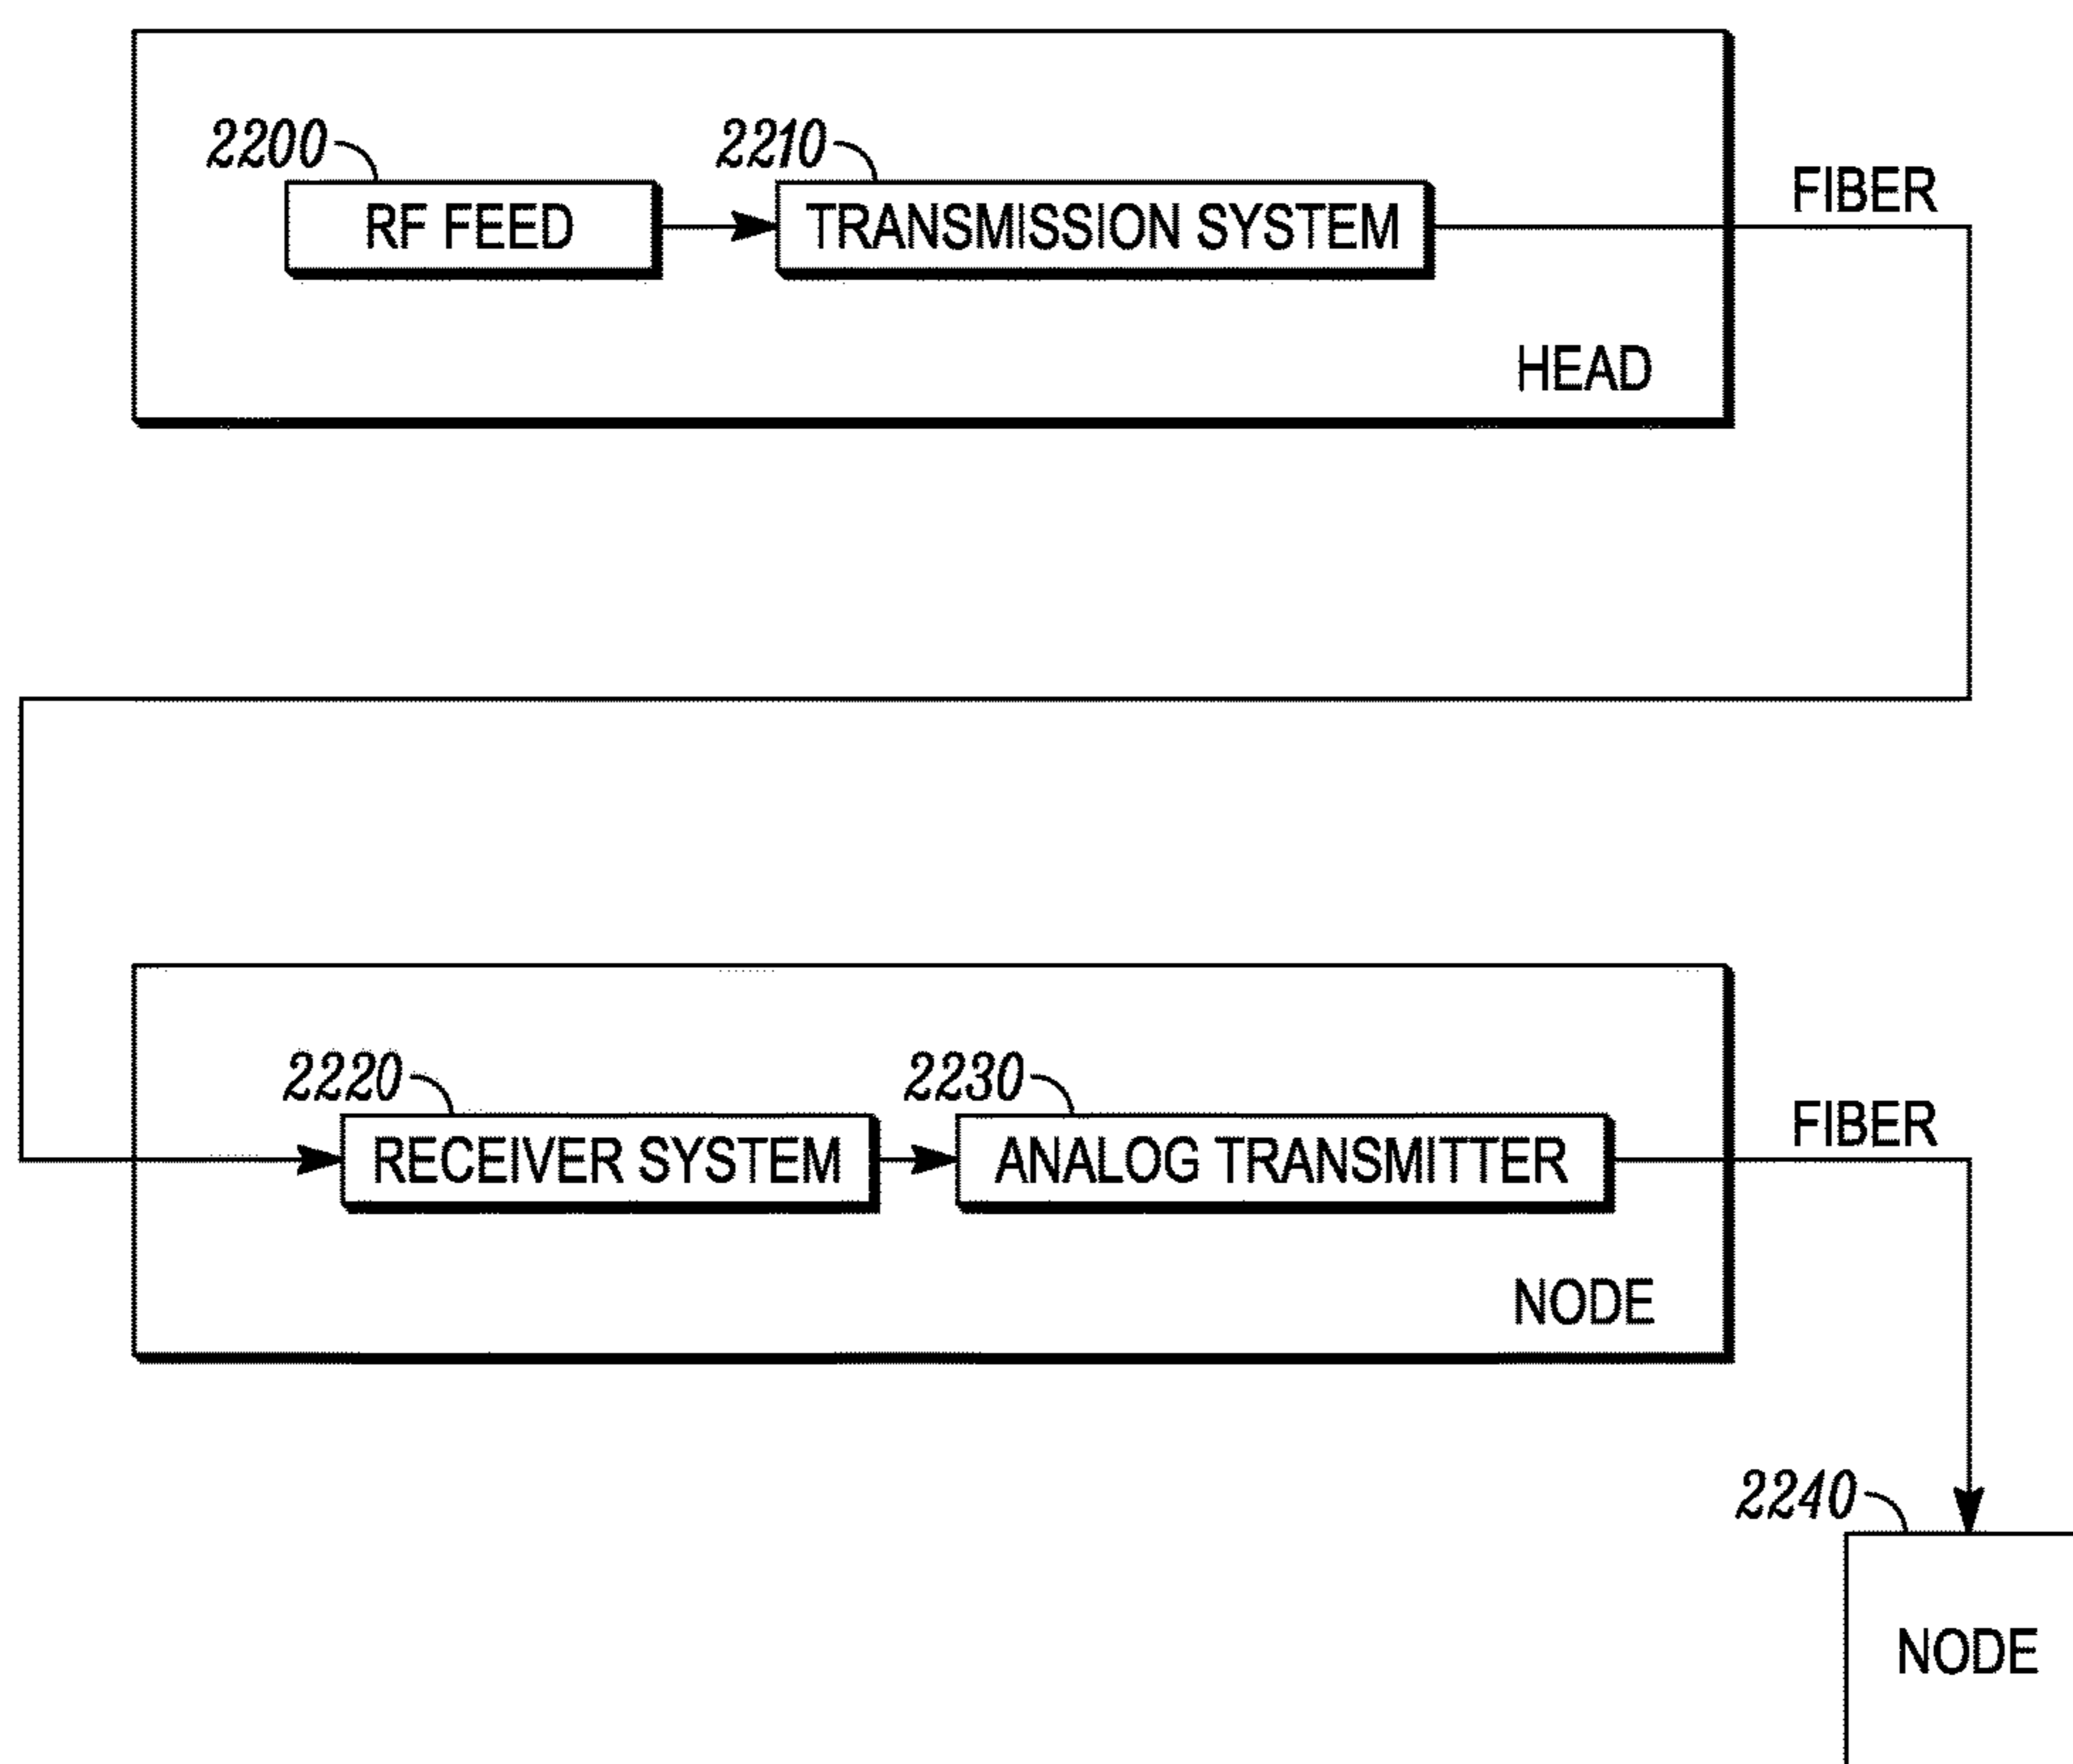 2200
2210
RF FEED
TRANSMISSION SYSTEM
FIBER
HEAD
2220
2230
RECEIVER SYSTEM
ANALOG TRANSMITTER
FIBER
NODE
2240
NODE